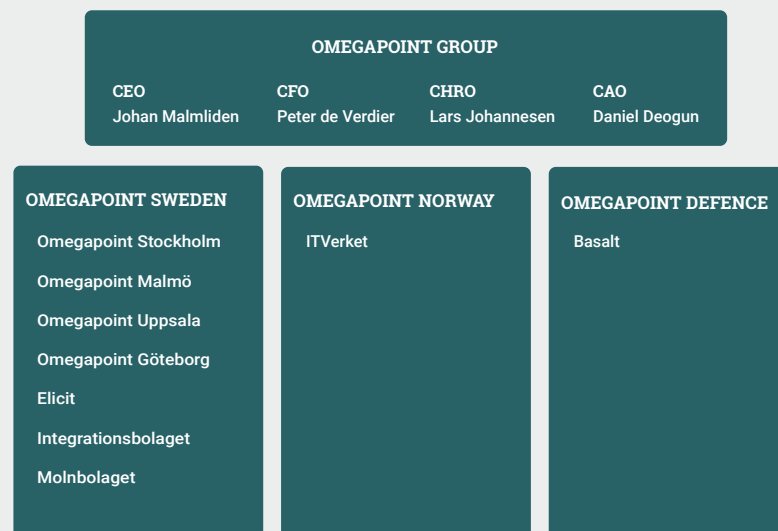 OMEGAPOINT GROUP
CEO
Johan Malmliden
CFO
Peter de Verdier
CHRO
Lars Johannesen
CAO
Daniel Deogun
OMEGAPOINT SWEDEN
Omegapoint Stockholm
Omegapoint Malmö
Omegapoint Uppsala
Omegapoint Göteborg
Elicit
Integrationsbolaget
Molnbolaget
OMEGAPOINT NORWAY
ITVerket
OMEGAPOINT DEFENCE
Basalt